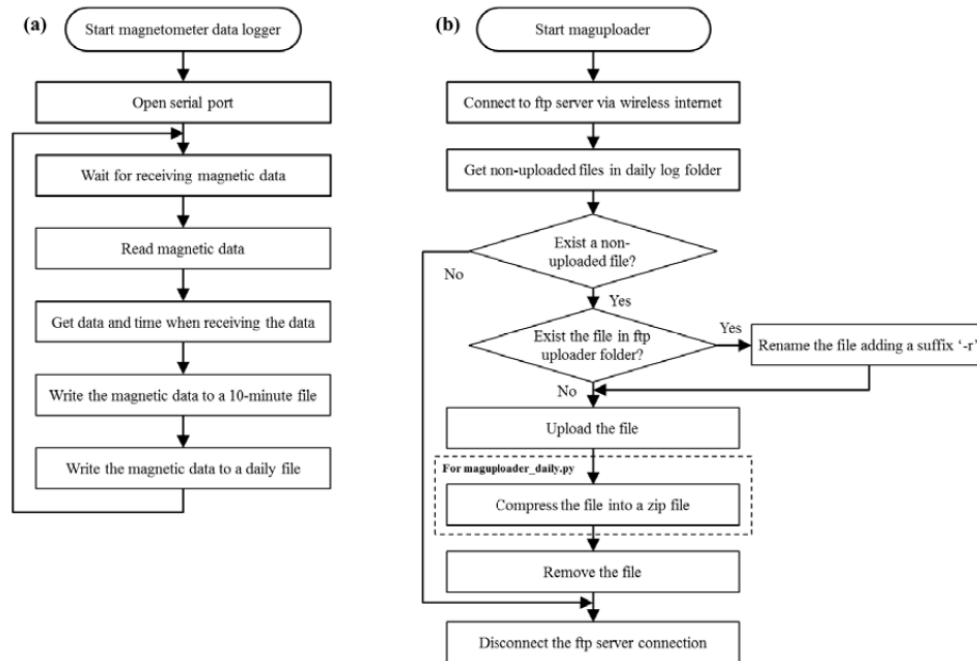 (a)
Start magnetometer data logger
Open serial port
Wait for receiving magnetic data
Read magnetic data
Get data and time when receiving the data
Write the magnetic data to a 10-minute file
Write the magnetic data to a daily file
(b)
Start maguploader
Connect to ftp server via wireless internet
Get non-uploaded files in daily log folder
Exist a non-
uploaded file?
No
Yes
Exist the file in ftp
uploader folder?
Yes
Rename the file adding a suffix ‘-r’
No
Upload the file
For maguploader_daily.py
Compress the file into a zip file
Remove the file
Disconnect the ftp server connection